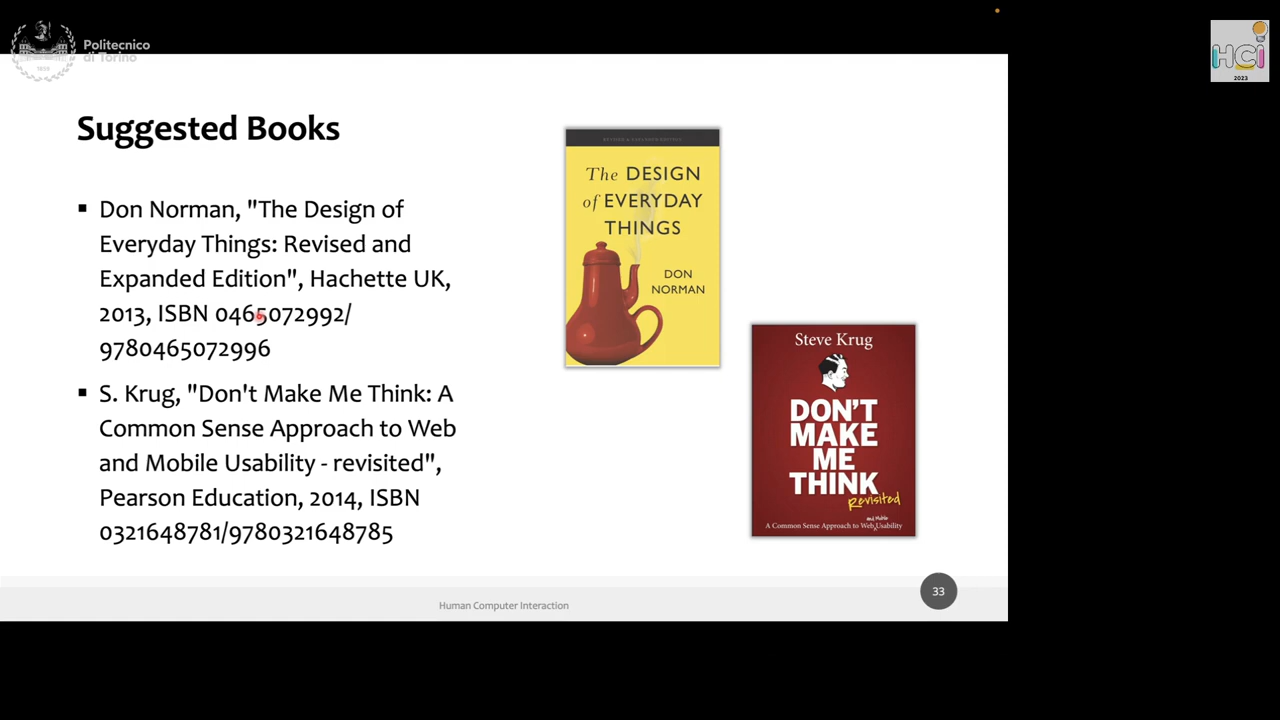 Politecnico
di Torino
1859
HCi
2023
Suggested Books
▪ Don Norman, "The Design of
Everyday Things: Revised and
Expanded Edition", Hachette UK,
2013, ISBN 0465072992/
9780465072996
▪ S. Krug, "Don't Make Me Think: A
Common Sense Approach to Web
and Mobile Usability - revisited",
Pearson Education, 2014, ISBN
0321648781/9780321648785
REVISED & EXPANDED EDITION
The DESIGN
of EVERYDAY
THINGS
DON
NORMAN
Steve Krug
DON'T
MAKE
ME
THINK
Revisited
and Mobile
A Common Sense Approach to Web Usability
Human Computer Interaction
33